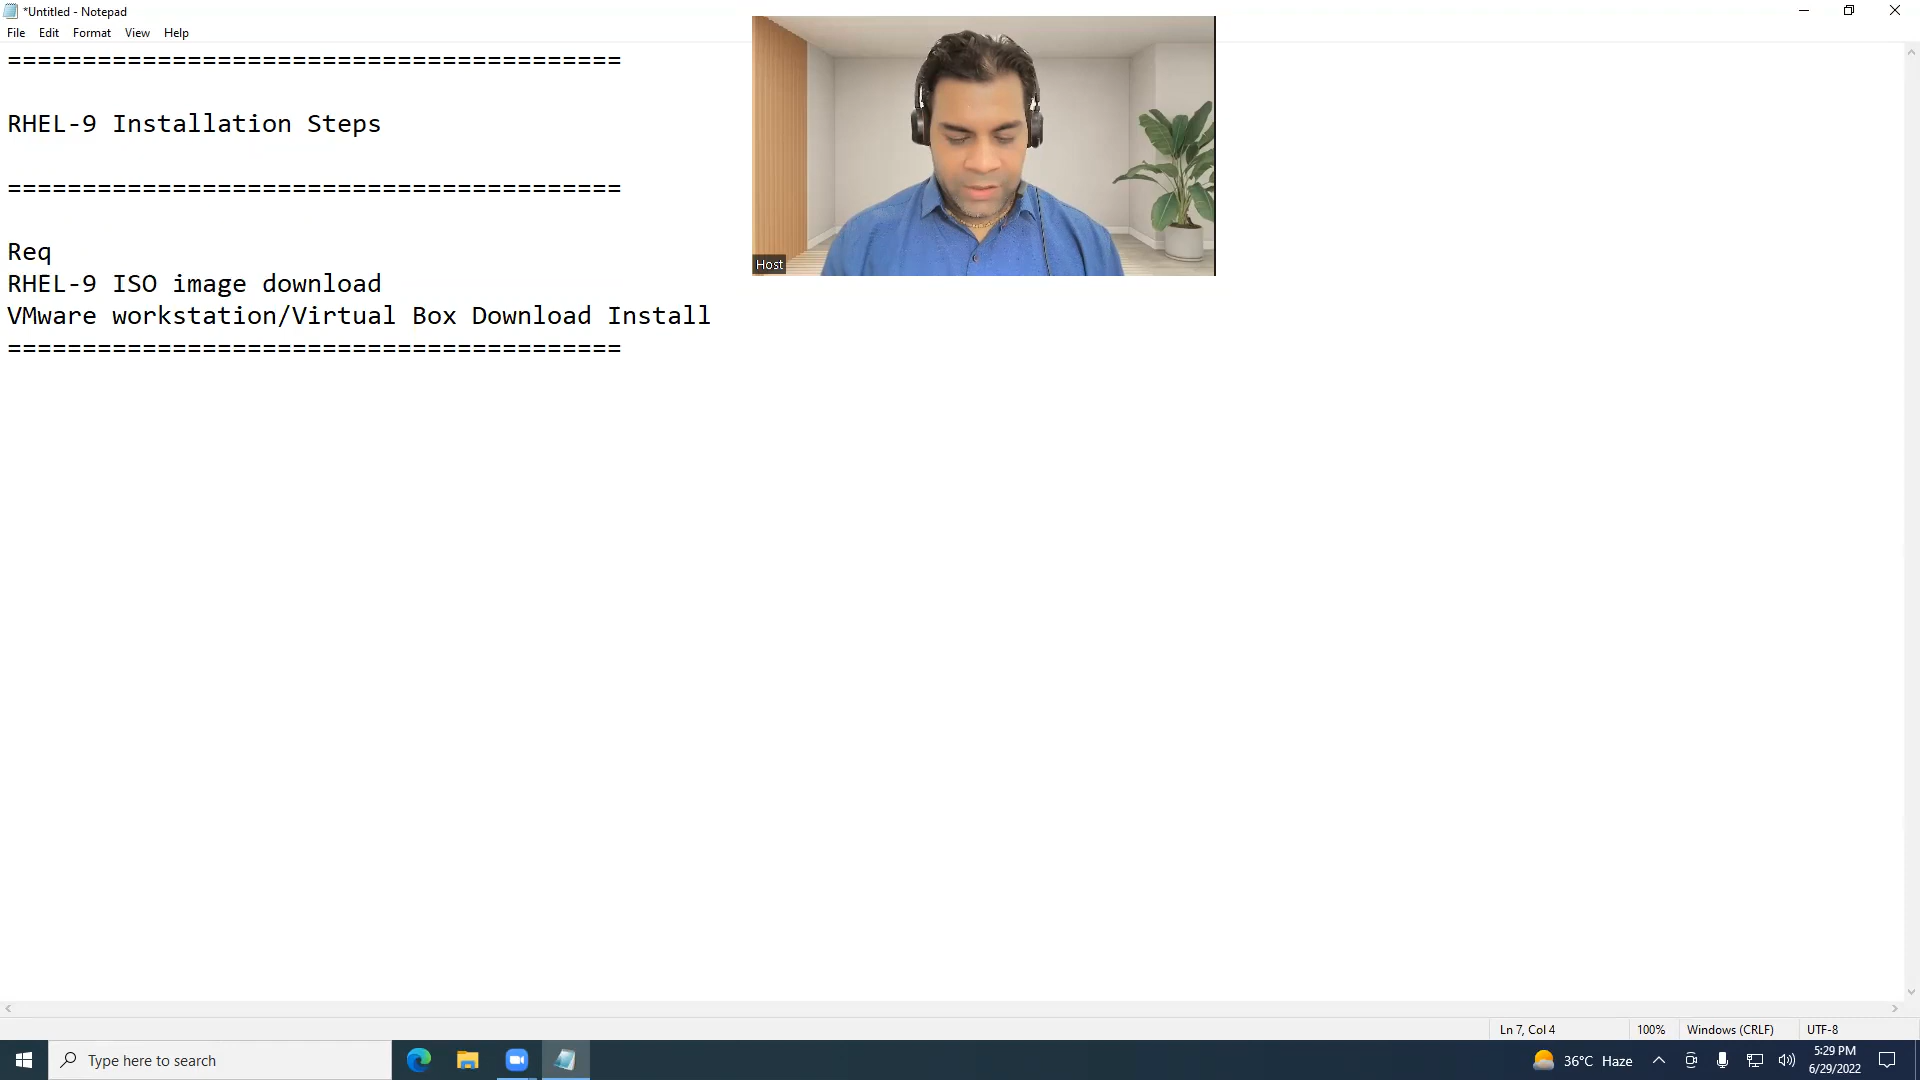 *Untitled - Notepad
File Edit Format View Help
=========================================
RHEL-9 Installation Steps
=========================================
Req
RHEL-9 ISO image download
VMware workstation/Virtual Box Download Install
=========================================
Host
Ln 7, Col 4 100% Windows (CRLF) UTF-8
Type here to search
36°C Haze
5:29 PM
6/29/2022